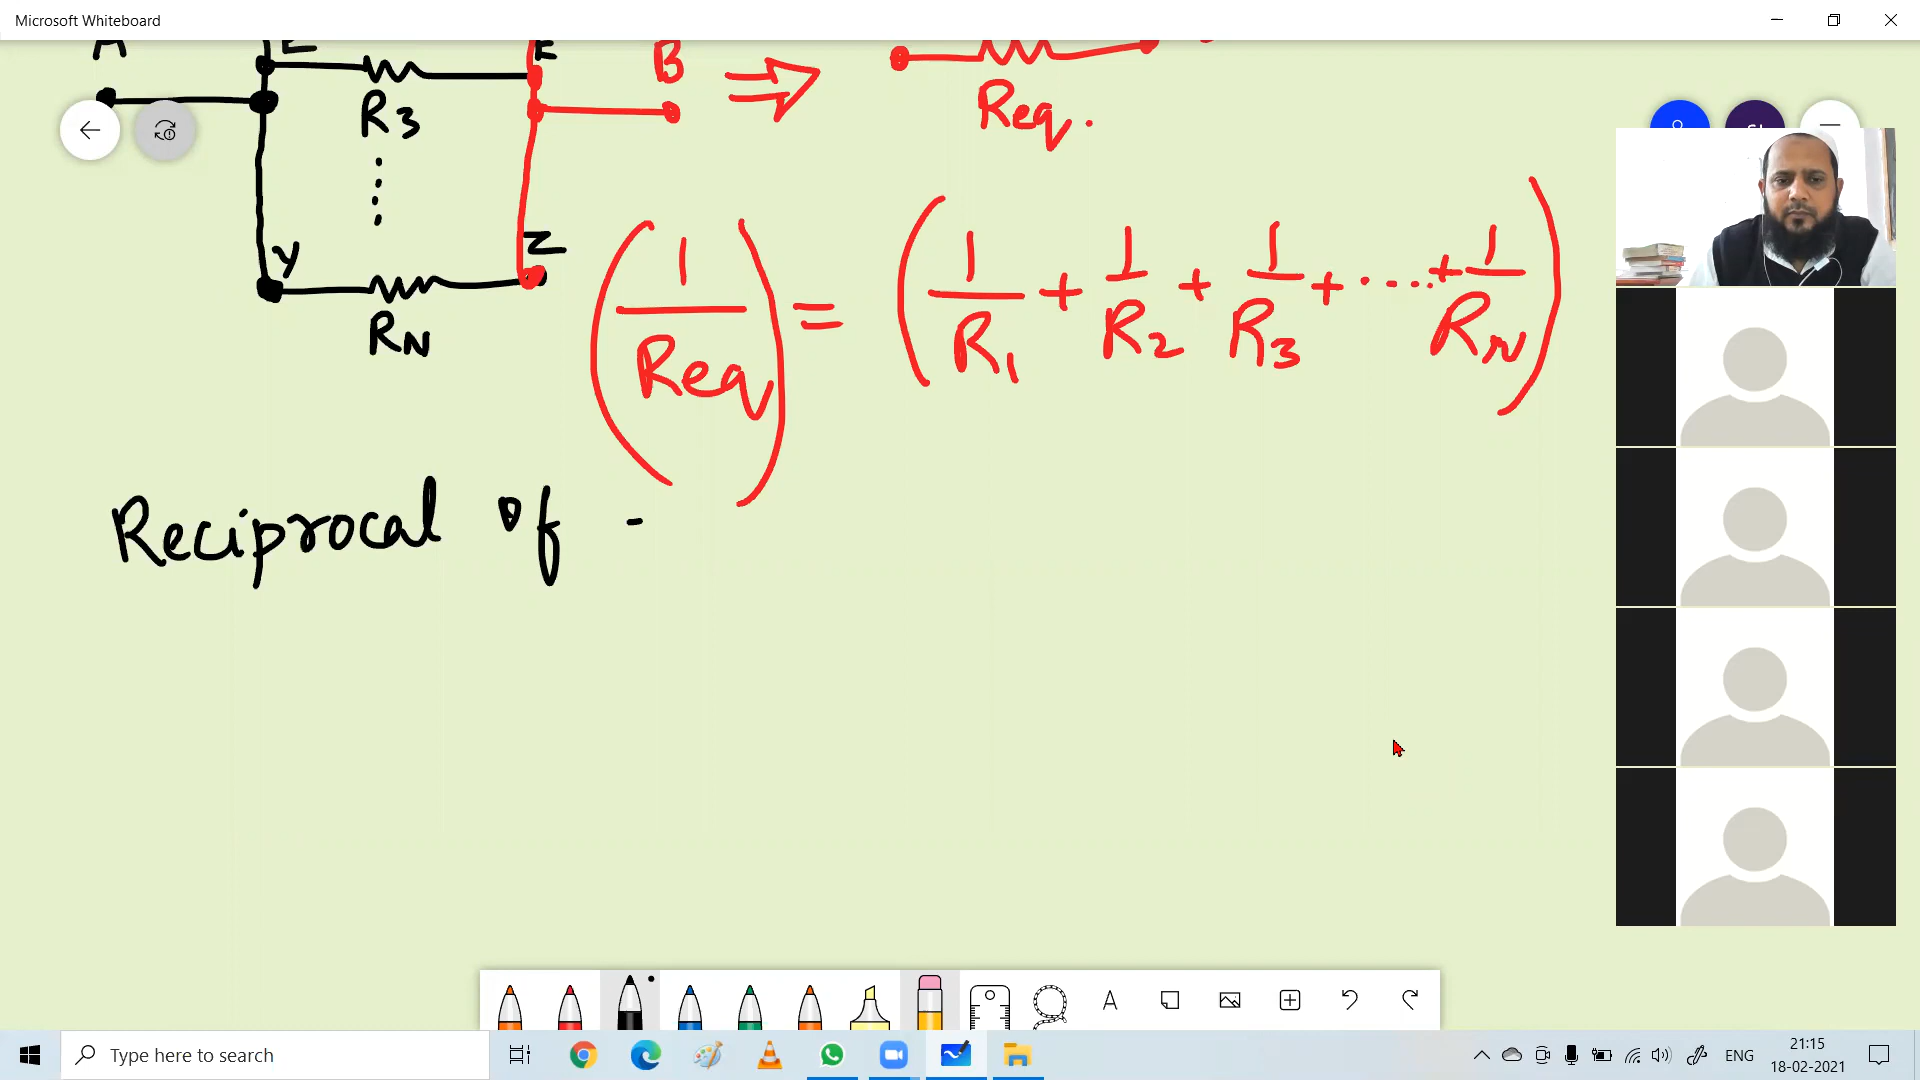 Microsoft Whiteboard
A
E
B
R3
Req.
Y
Z
RN
(1/Req) = (1/R1 + 1/R2 + 1/R3 + ..... + 1/RN)
Reciprocal of -
A
Type here to search
ENG
21:15
18-02-2021